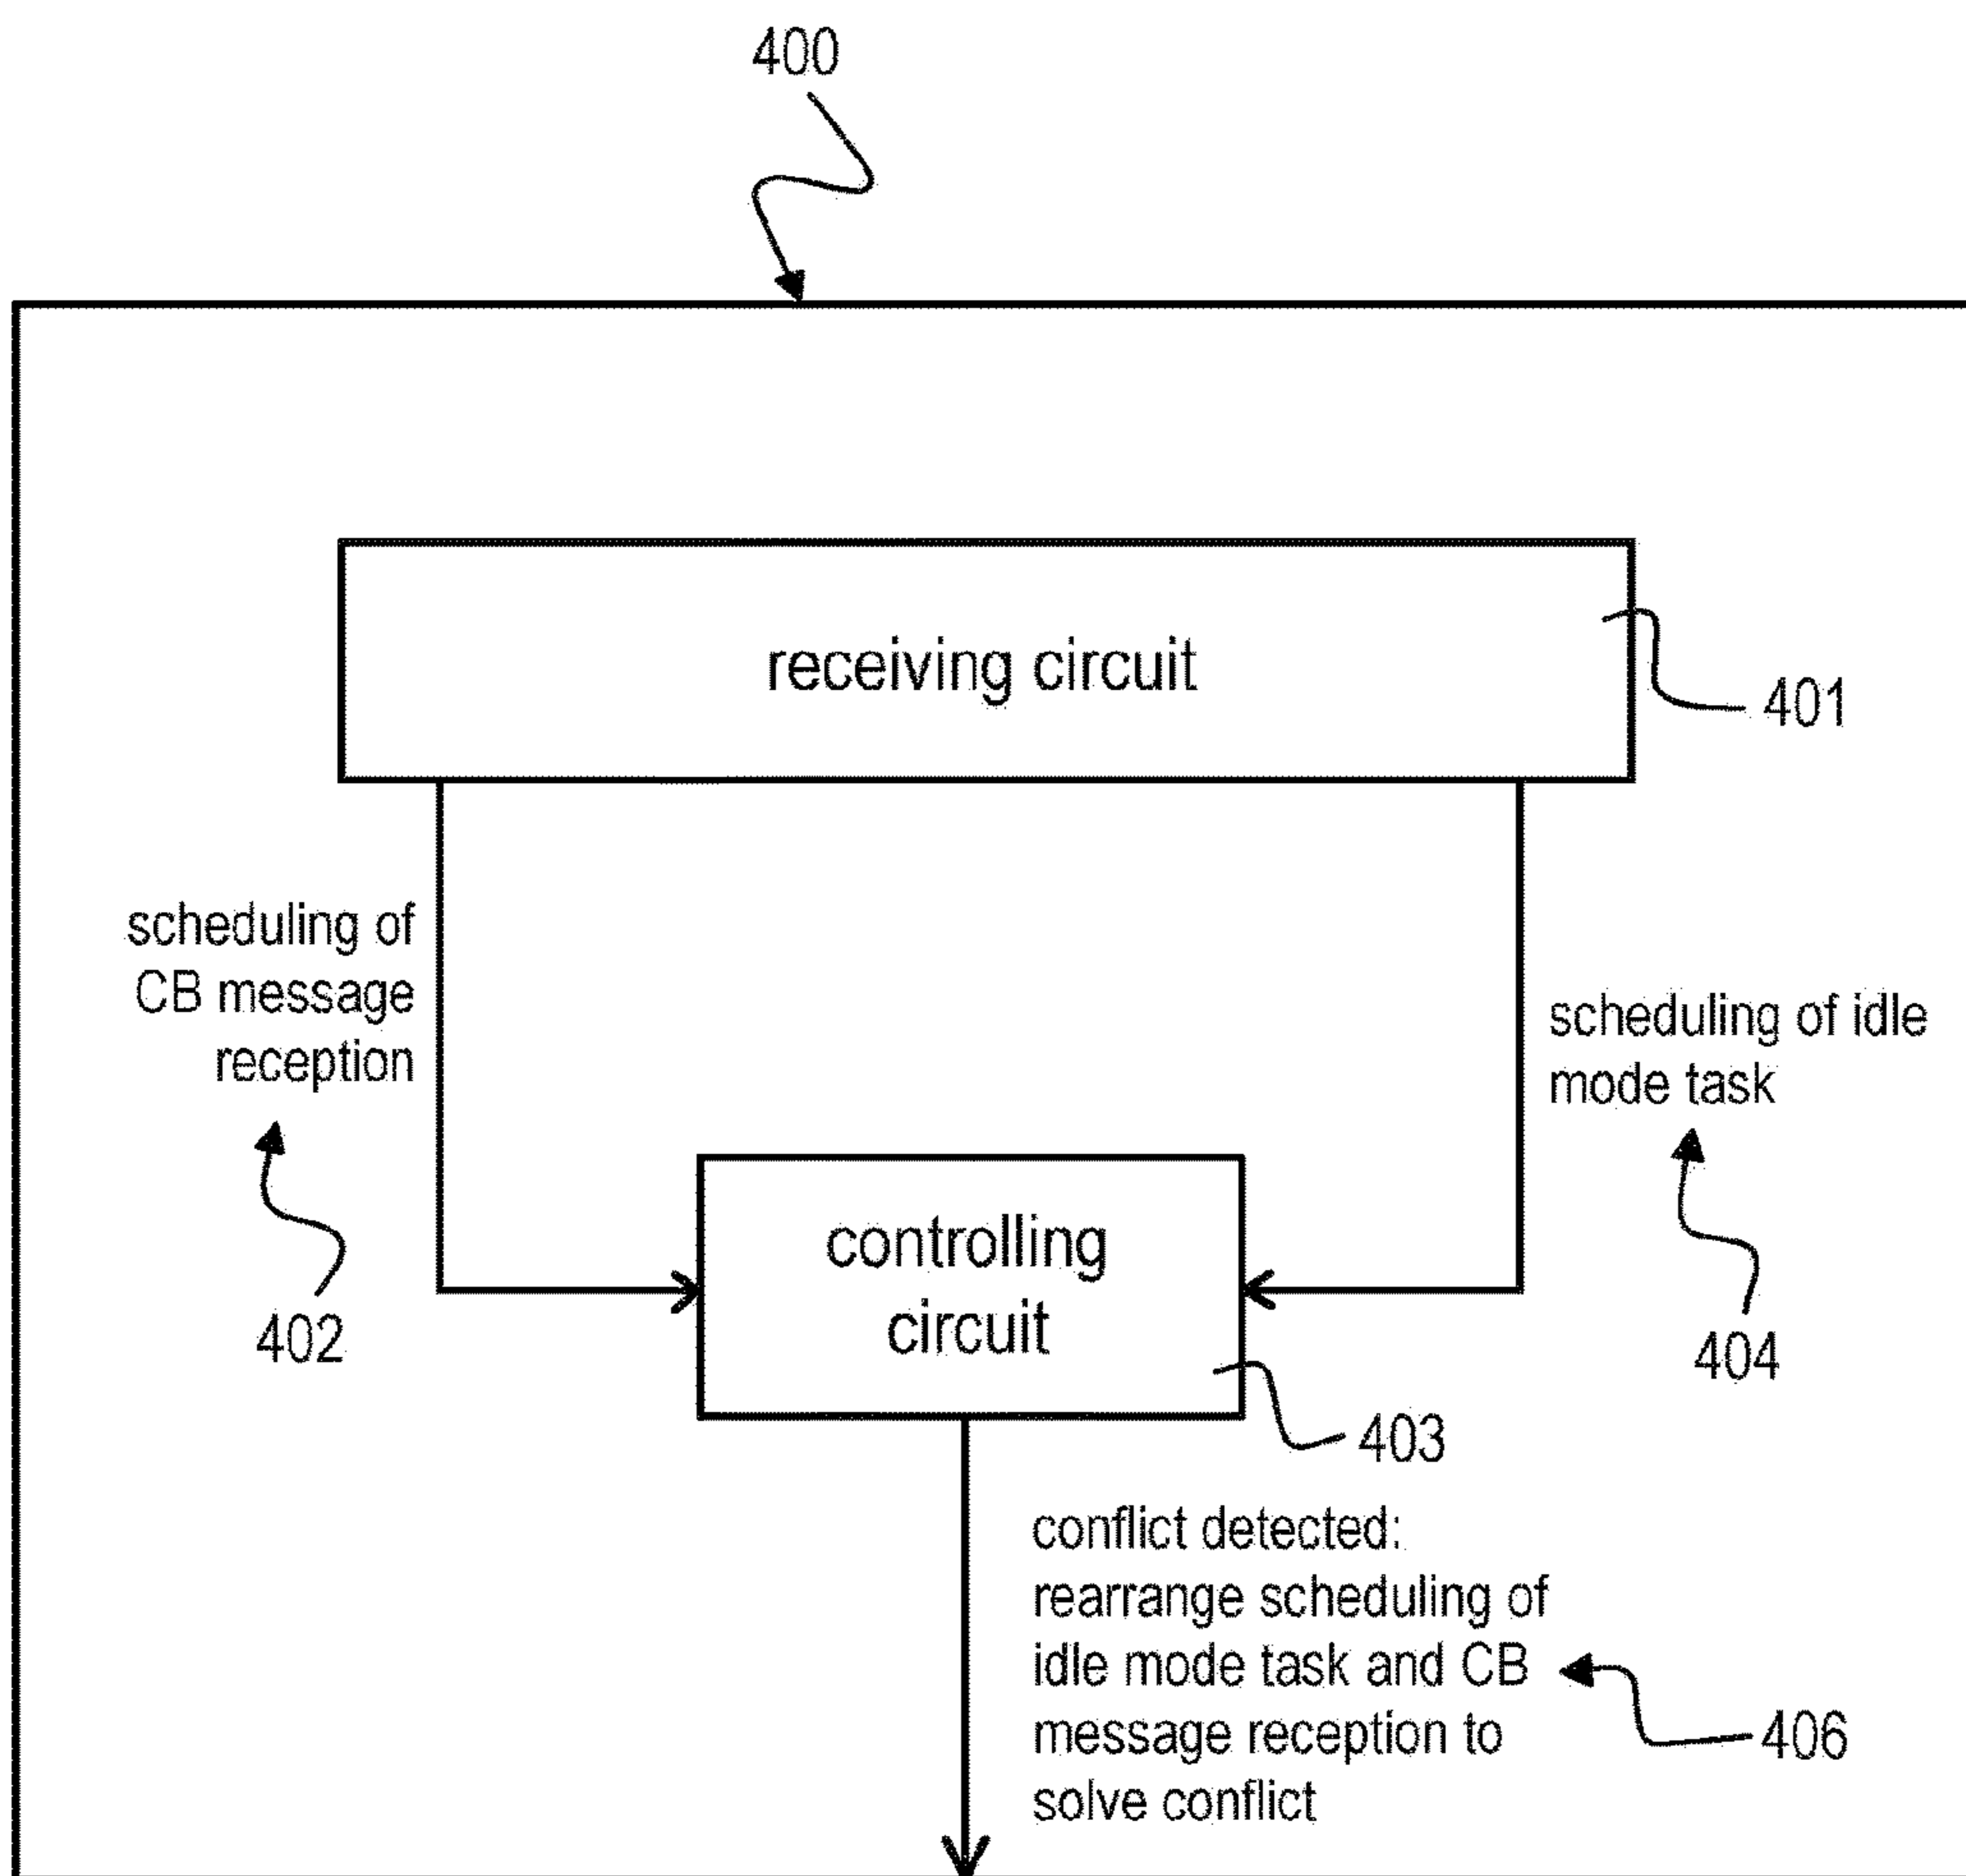 400
receiving circuit
401
scheduling of
CB message
reception
scheduling of idle
mode task
controlling
circuit
402
404
403
conflict detected:
rearrange scheduling of
idle mode task and CB
message reception to
solve conflict
406